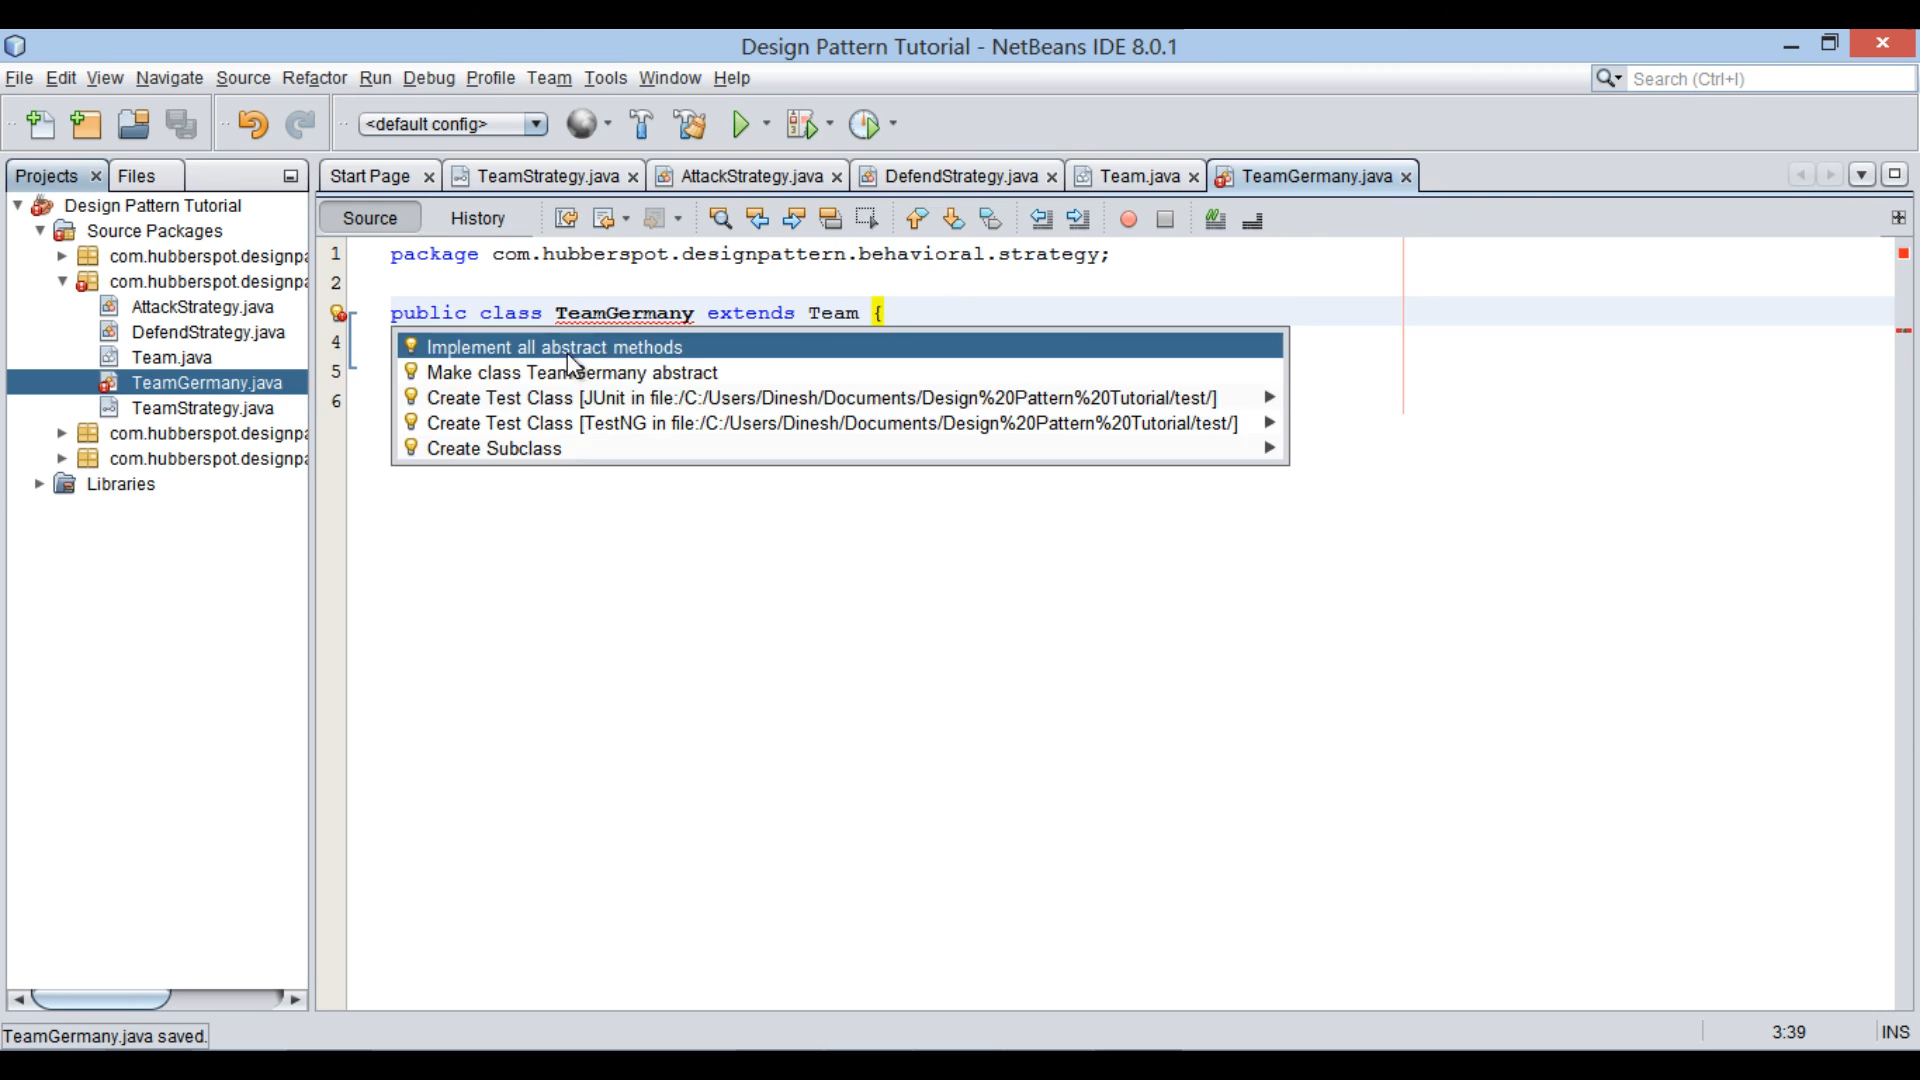 Design Pattern Tutorial - NetBeans IDE 8.0.1
File Edit View Navigate Source Refactor Run Debug Profile Team Tools Window Help
Search (Ctrl+I)
<default config>
Projects Files
Start Page TeamStrategy.java AttackStrategy.java DefendStrategy.java Team.java TeamGermany.java
Source History
Design Pattern Tutorial
Source Packages
com.hubberspot.designpa
com.hubberspot.designpa
AttackStrategy.java
DefendStrategy.java
Team.java
TeamGermany.java
TeamStrategy.java
com.hubberspot.designpa
com.hubberspot.designpa
Libraries
1 package com.hubberspot.designpattern.behavioral.strategy;
2
public class TeamGermany extends Team {
4
5
6
Implement all abstract methods
Make class TeamGermany abstract
Create Test Class [JUnit in file:/C:/Users/Dinesh/Documents/Design%20Pattern%20Tutorial/test/]
Create Test Class [TestNG in file:/C:/Users/Dinesh/Documents/Design%20Pattern%20Tutorial/test/]
Create Subclass
TeamGermany.java saved.
3:39 INS